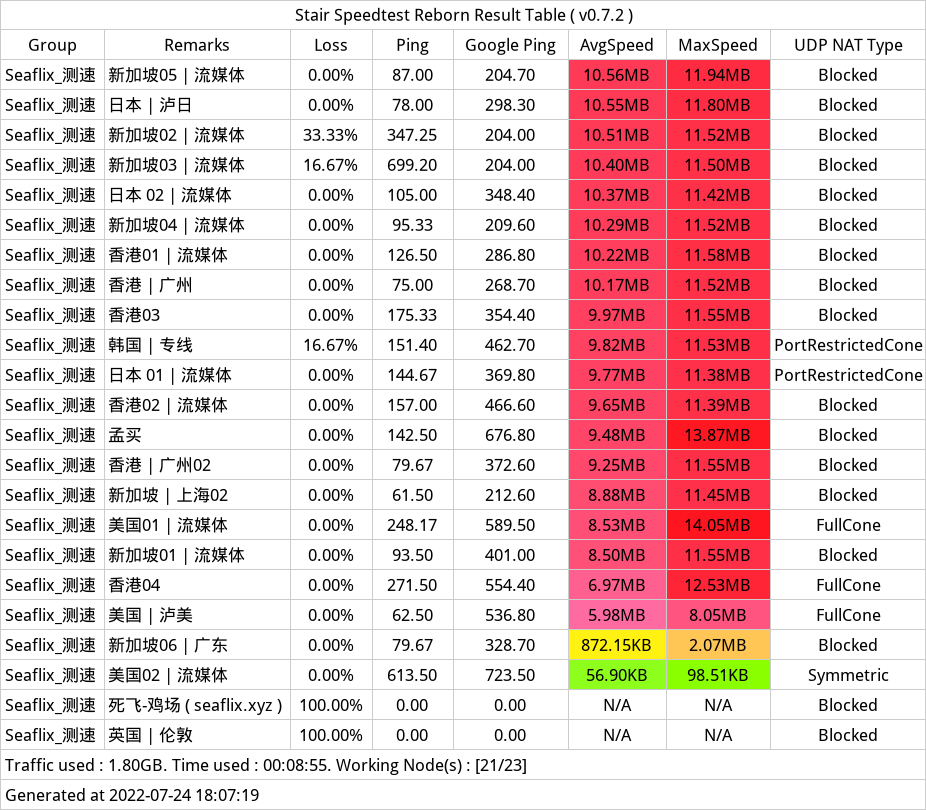 Stair Speedtest Reborn Result Table ( v0.7.2 )
Group Remarks Loss Ping Google Ping AvgSpeed MaxSpeed UDP NAT Type
Seaflix_测速 新加坡05 | 流媒体 0.00% 87.00 204.70 10.56MB 11.94MB Blocked
Seaflix_测速 日本 | 泸日 0.00% 78.00 298.30 10.55MB 11.80MB Blocked
Seaflix_测速 新加坡02 | 流媒体 33.33% 347.25 204.00 10.51MB 11.52MB Blocked
Seaflix_测速 新加坡03 | 流媒体 16.67% 699.20 204.00 10.40MB 11.50MB Blocked
Seaflix_测速 日本 02 | 流媒体 0.00% 105.00 348.40 10.37MB 11.42MB Blocked
Seaflix_测速 新加坡04 | 流媒体 0.00% 95.33 209.60 10.29MB 11.52MB Blocked
Seaflix_测速 香港01 | 流媒体 0.00% 126.50 286.80 10.22MB 11.58MB Blocked
Seaflix_测速 香港 | 广州 0.00% 75.00 268.70 10.17MB 11.52MB Blocked
Seaflix_测速 香港03 0.00% 175.33 354.40 9.97MB 11.55MB Blocked
Seaflix_测速 韩国 | 专线 16.67% 151.40 462.70 9.82MB 11.53MB PortRestrictedCone
Seaflix_测速 日本 01 | 流媒体 0.00% 144.67 369.80 9.77MB 11.38MB PortRestrictedCone
Seaflix_测速 香港02 | 流媒体 0.00% 157.00 466.60 9.65MB 11.39MB Blocked
Seaflix_测速 孟买 0.00% 142.50 676.80 9.48MB 13.87MB Blocked
Seaflix_测速 香港 | 广州02 0.00% 79.67 372.60 9.25MB 11.55MB Blocked
Seaflix_测速 新加坡 | 上海02 0.00% 61.50 212.60 8.88MB 11.45MB Blocked
Seaflix_测速 美国01 | 流媒体 0.00% 248.17 589.50 8.53MB 14.05MB FullCone
Seaflix_测速 新加坡01 | 流媒体 0.00% 93.50 401.00 8.50MB 11.55MB Blocked
Seaflix_测速 香港04 0.00% 271.50 554.40 6.97MB 12.53MB FullCone
Seaflix_测速 美国 | 泸美 0.00% 62.50 536.80 5.98MB 8.05MB FullCone
Seaflix_测速 新加坡06 | 广东 0.00% 79.67 328.70 872.15KB 2.07MB Blocked
Seaflix_测速 美国02 | 流媒体 0.00% 613.50 723.50 56.90KB 98.51KB Symmetric
Seaflix_测速 死飞-鸡场 ( seaflix.xyz ) 100.00% 0.00 0.00 N/A N/A Blocked
Seaflix_测速 英国 | 伦敦 100.00% 0.00 0.00 N/A N/A Blocked
Traffic used : 1.80GB. Time used : 00:08:55. Working Node(s) : [21/23]
Generated at 2022-07-24 18:07:19